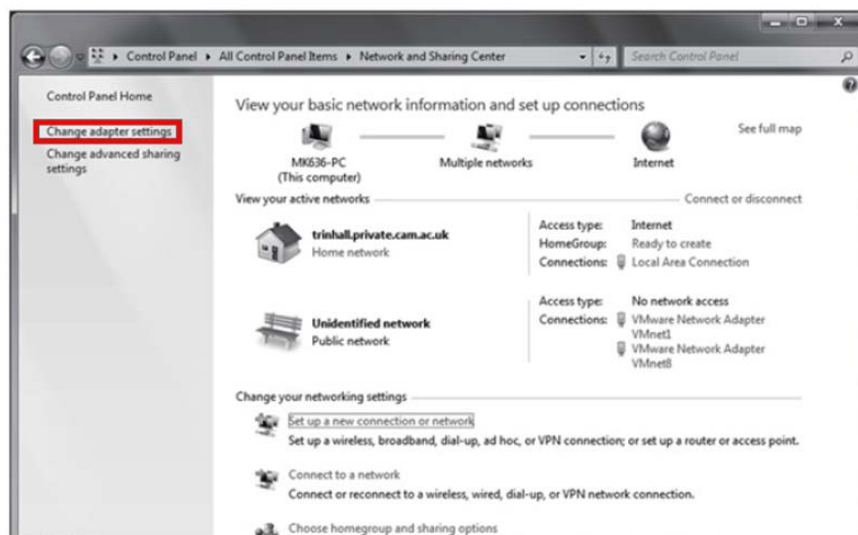 Control Panel ▸ All Control Panel Items ▸ Network and Sharing Center
Search Control Panel
Control Panel Home
Change adapter settings
Change advanced sharing
settings
View your basic network information and set up connections
See full map
MK636-PC
(This computer)
Multiple networks
Internet
View your active networks
Connect or disconnect
trinhall.private.cam.ac.uk
Home network
Access type: Internet
HomeGroup: Ready to create
Connections: Local Area Connection
Unidentified network
Public network
Access type: No network access
Connections: VMware Network Adapter
VMnet1
VMware Network Adapter
VMnet8
Change your networking settings
Set up a new connection or network
Set up a wireless, broadband, dial-up, ad hoc, or VPN connection; or set up a router or access point.
Connect to a network
Connect or reconnect to a wireless, wired, dial-up, or VPN network connection.
Choose homegroup and sharing options